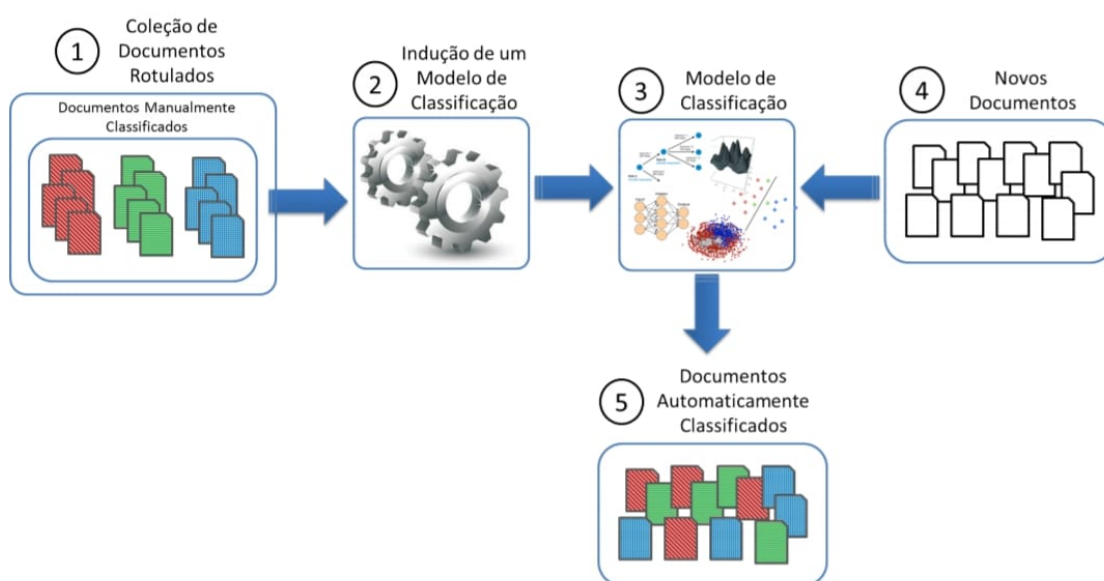 1
Coleção de
Documentos
Rotulados
Documentos Manualmente
Classificados
2
Indução de um
Modelo de
Classificação
3
Modelo de
Classificação
4
Novos
Documentos
5
Documentos
Automaticamente
Classificados